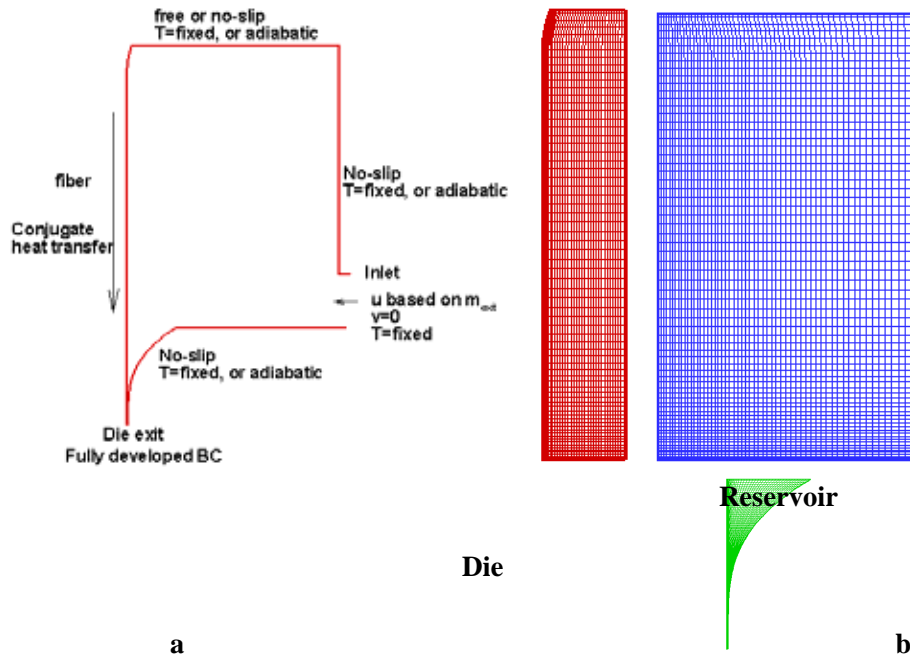 free or no-slip
T=fixed, or adiabatic
fiber
Conjugate
heat transfer
No-slip
T=fixed, or adiabatic
Inlet
u based on m_exit
v=0
T=fixed
No-slip
T=fixed, or adiabatic
Die exit
Fully developed BC
Reservoir
Die
a
b